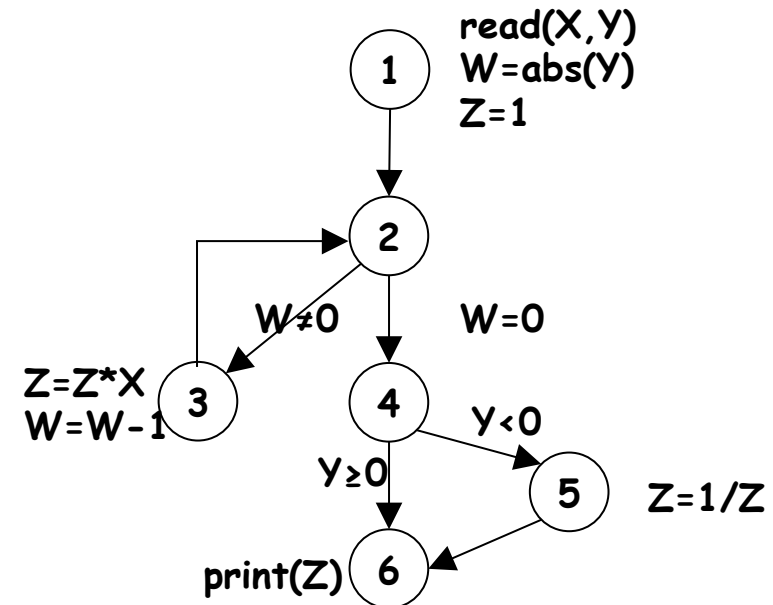 read(X,Y)
1
W=abs(Y)
Z=1
2
W≠0
W=0
Z=Z*X
3
W=W-1
4
Y<0
Y≥0
5
Z=1/Z
print(Z)
6